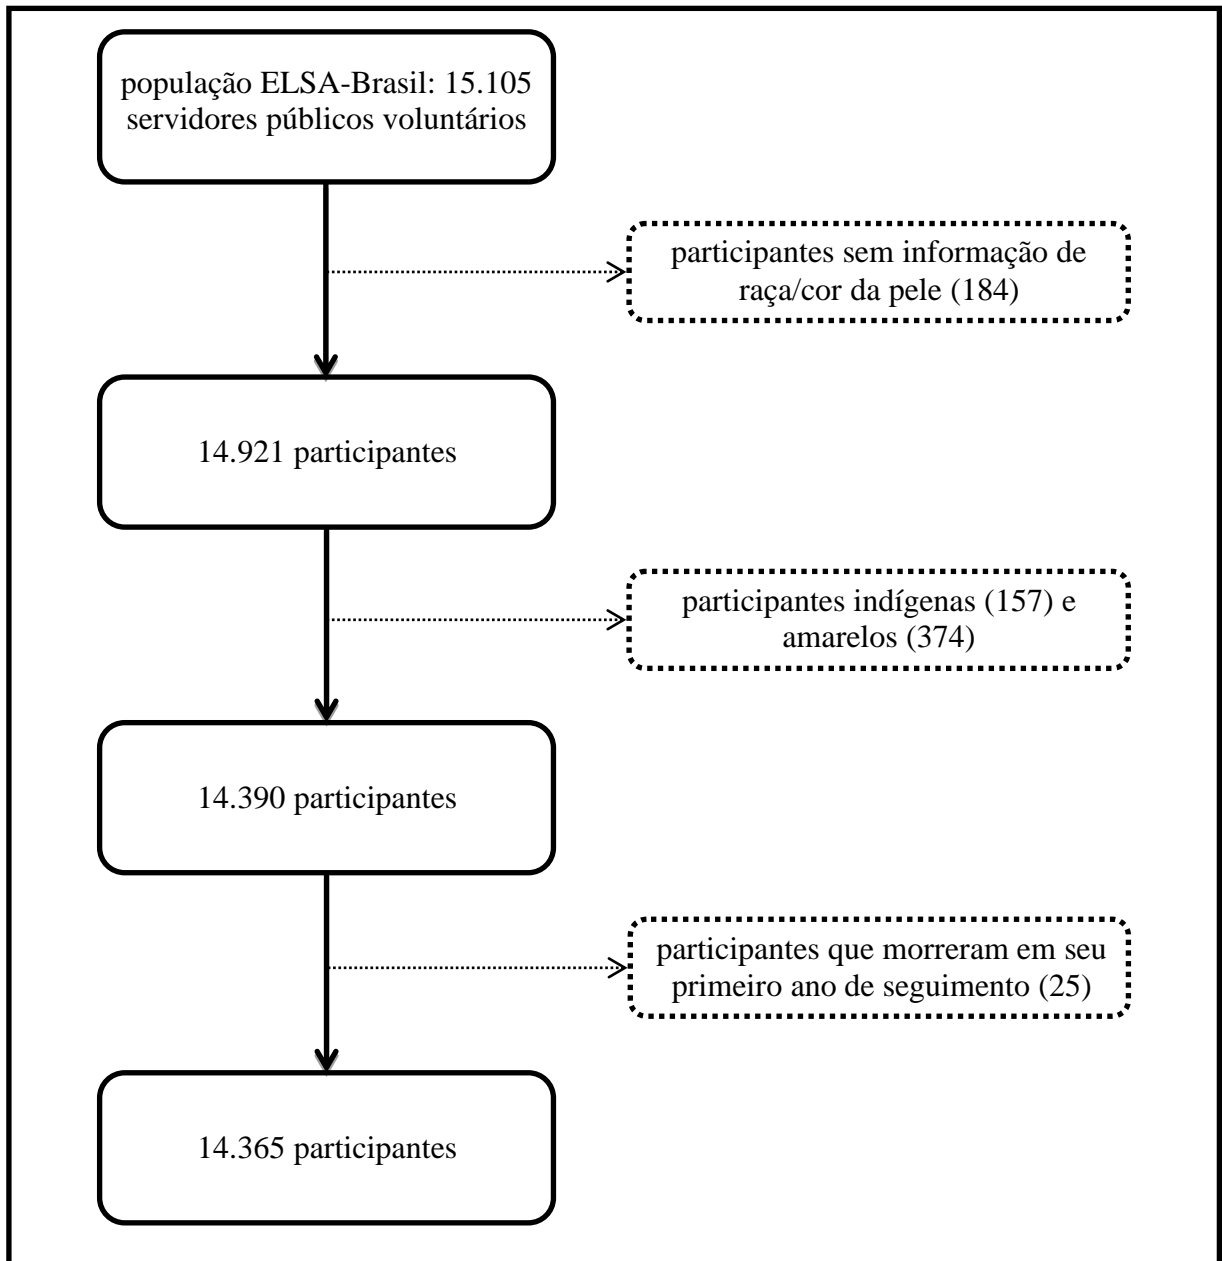 população ELSA-Brasil: 15.105
servidores públicos voluntários
participantes sem informação de
raça/cor da pele (184)
14.921 participantes
participantes indígenas (157) e
amarelos (374)
14.390 participantes
participantes que morreram em seu
primeiro ano de seguimento (25)
14.365 participantes